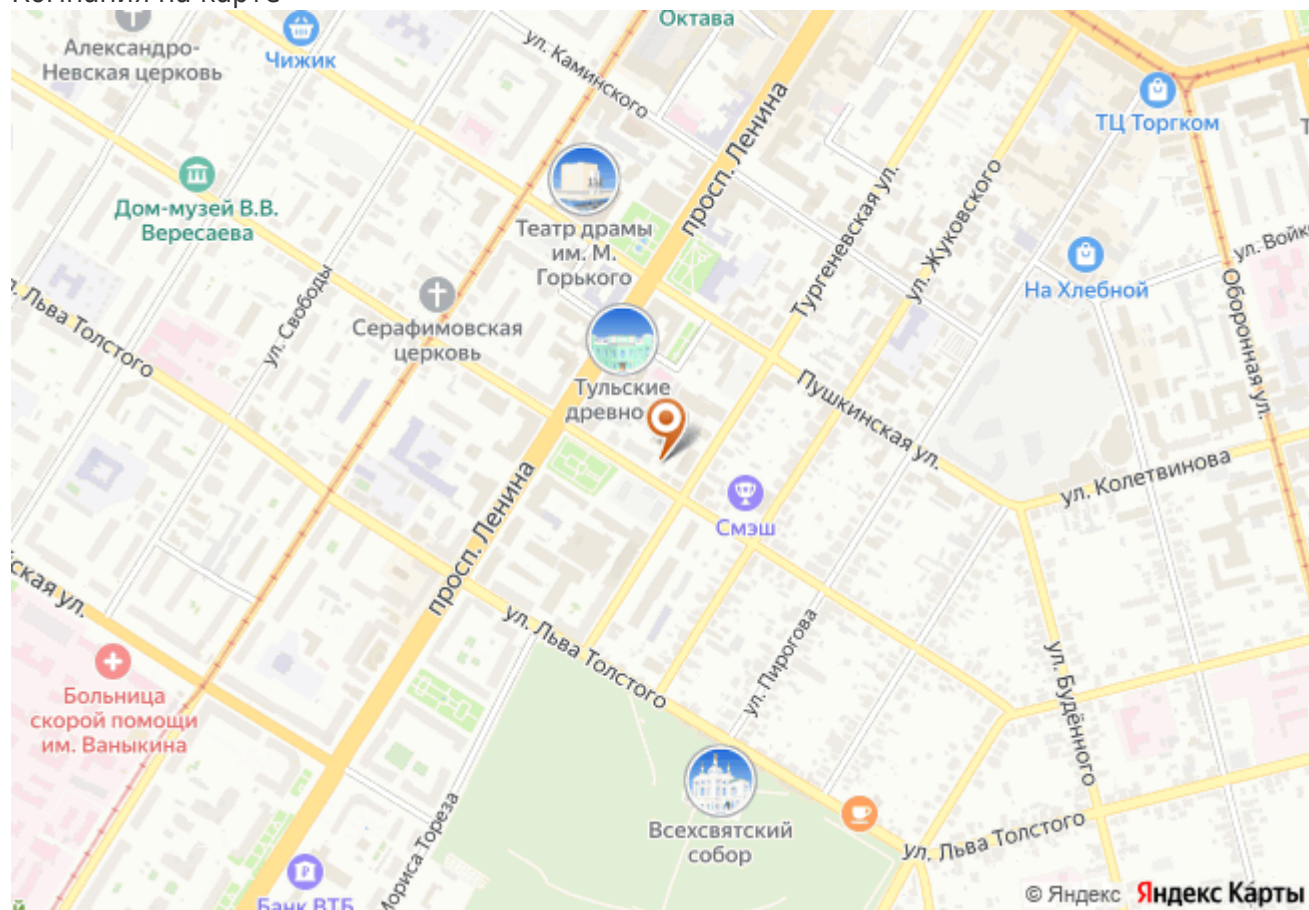 Компания на карте
Октава
Александро-
Невская церковь
Чижик
ул. Каминского
ТЦ Торгком
просп. Ленина
Дом-музей В.В.
Вересаева
Театр драмы
им. М.
Горького
Тургеневская ул.
ул. Жуковского
На Хлебной
ул. Войк
Оборонная ул.
л. Льва Толстого
ул. Свободы
Серафимовская
церковь
Тульские
древно
Пушкинская ул.
ул. Колетвинова
Смэш
просп. Ленина
ская ул.
ул. Льва Толстого
ул. Пирогова
ул. Будённого
Больница
скорой помощи
им. Ваныкина
Всехсвятский
собор
Мориса Тореза
ул. Льва Толстого
Банк ВТБ
© Яндекс Яндекс Карты